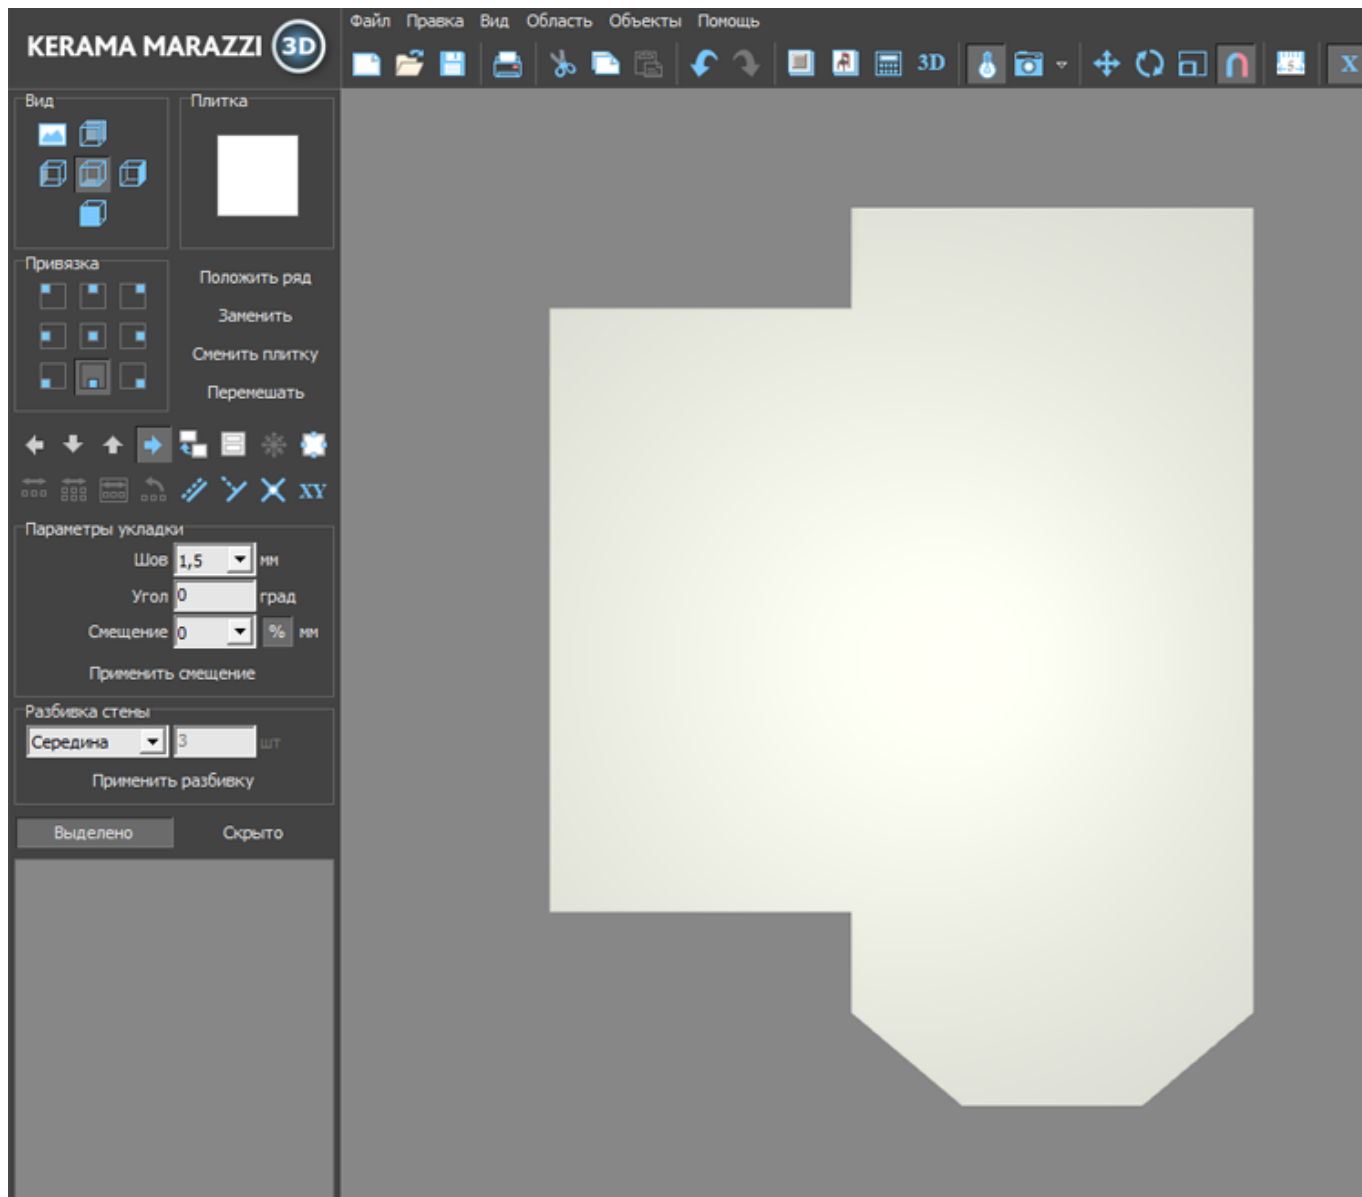 KERAMA MARAZZI 3D
Файл Правка Вид Область Объекты Помощь
3D 5 X
Вид
Плитка
Привязка
Положить ряд
Заменить
Сменить плитку
Перемешать
XY
Параметры укладки
Шов 1,5 мм
Угол 0 град
Смещение 0 % мм
Применить смещение
Разбивка стены
Середина 3 шт
Применить разбивку
Выделено Скрыто